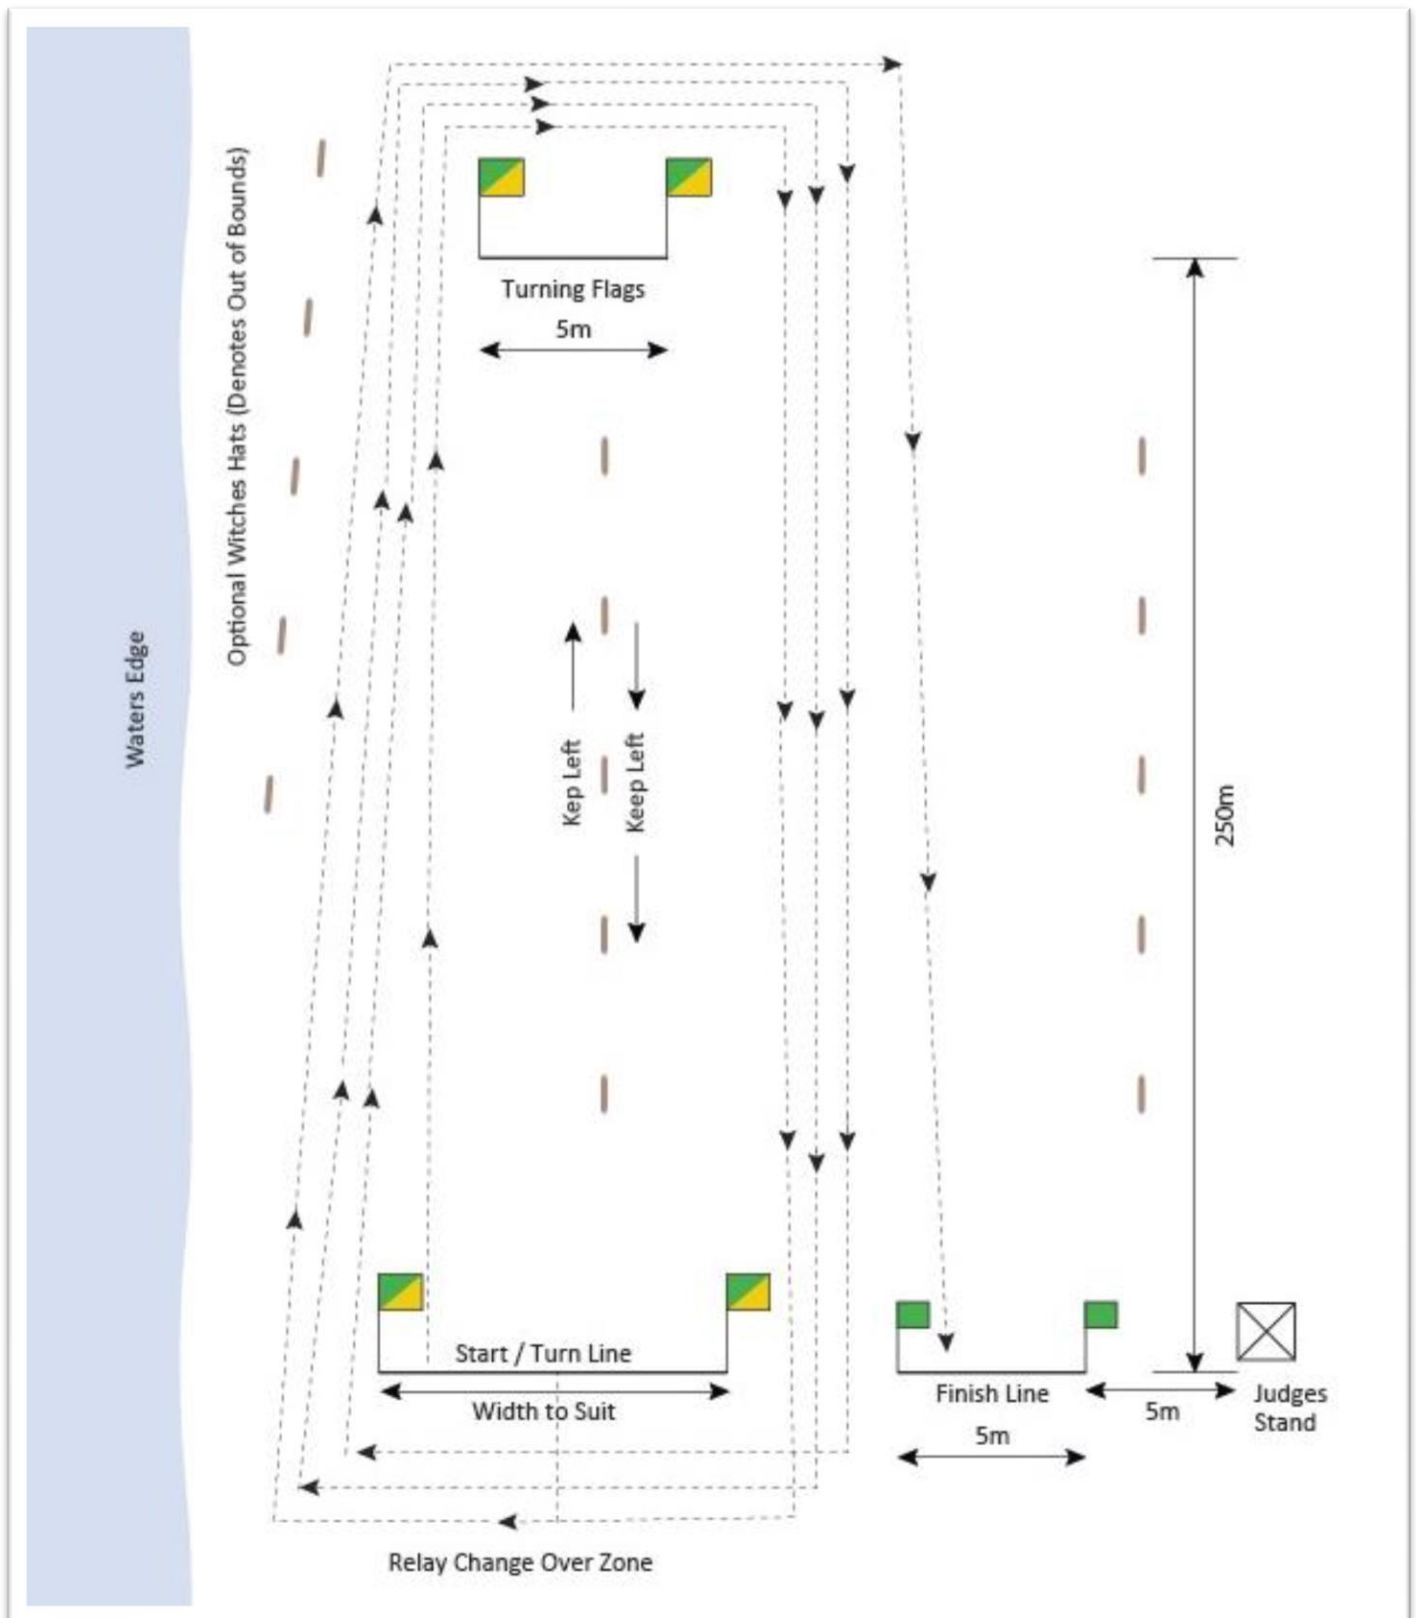 Optional Witches Hats (Denotes Out of Bounds)
Turning Flags
5m
Waters Edge
Kep Left
Keep Left
250m
Start / Turn Line
Width to Suit
Finish Line
5m
5m
Judges
Stand
Relay Change Over Zone